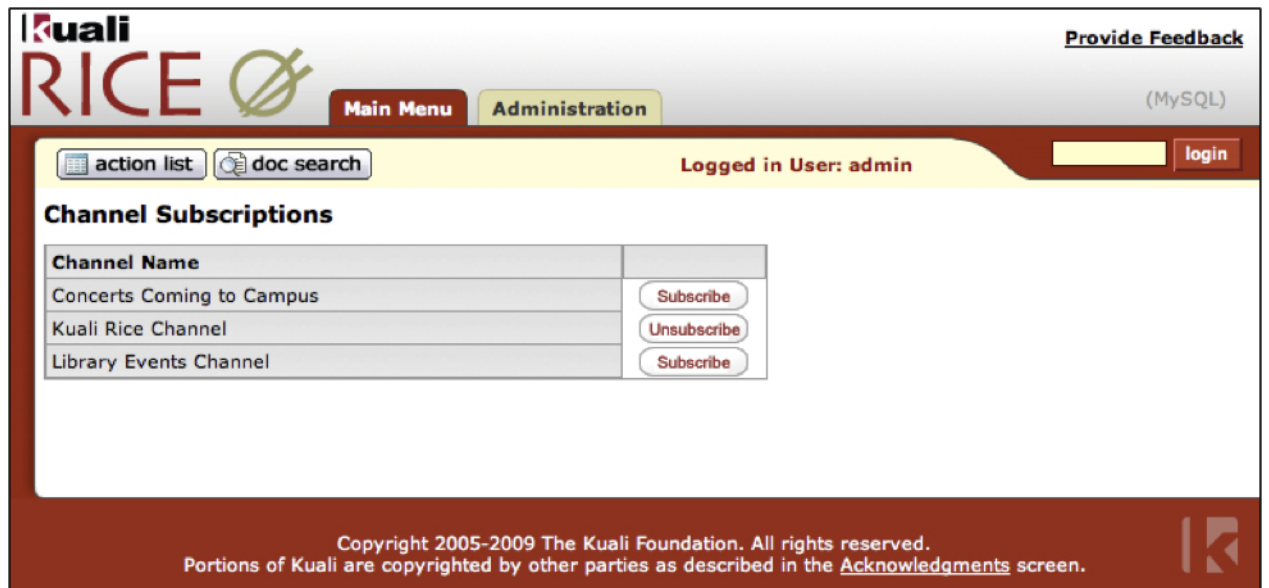 Kuali
RICE
Provide Feedback
Main Menu
Administration
(MySQL)
action list
doc search
Logged in User: admin
login
Channel Subscriptions
Channel Name
Concerts Coming to Campus
Subscribe
Kuali Rice Channel
Unsubscribe
Library Events Channel
Subscribe
Copyright 2005-2009 The Kuali Foundation. All rights reserved.
Portions of Kuali are copyrighted by other parties as described in the Acknowledgments screen.